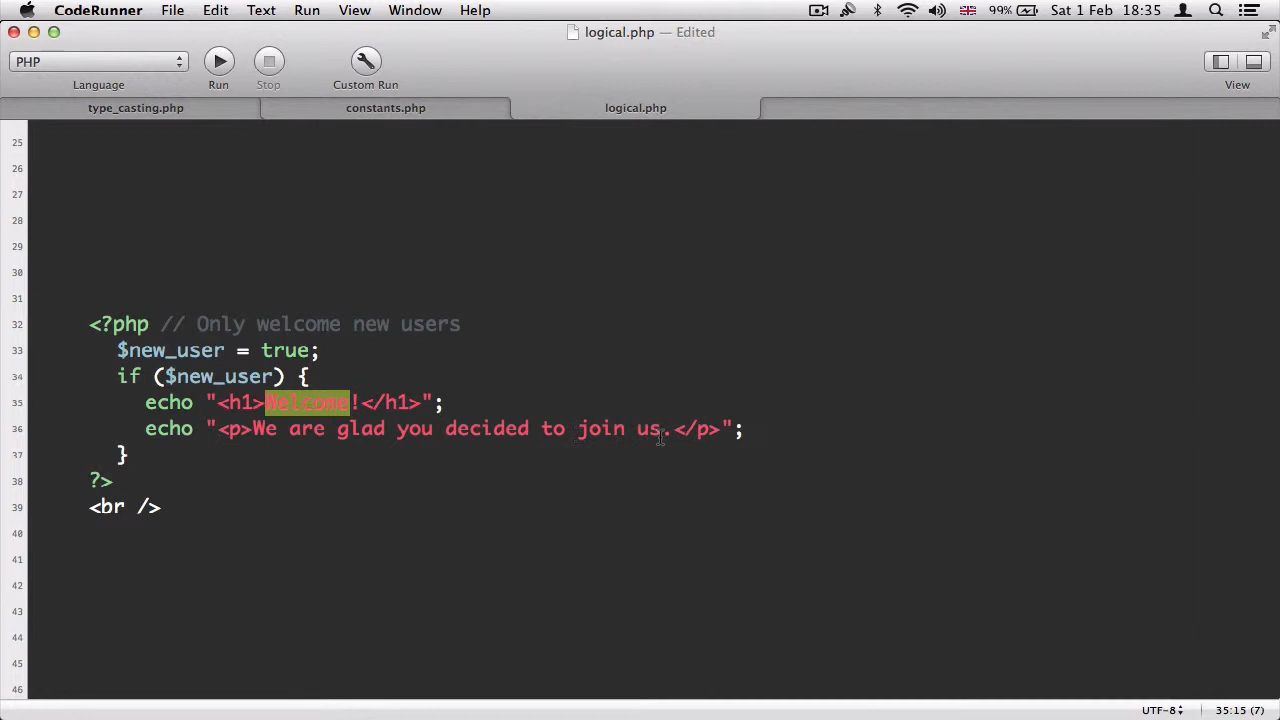 CodeRunner File Edit Text Run View Window Help 99% Sat 1 Feb 18:35
logical.php — Edited
PHP
Language Run Stop Custom Run View
type_casting.php constants.php logical.php
25
26
27
28
29
30
31
32 <?php // Only welcome new users
33 $new_user = true;
34 if ($new_user) {
35 echo "<h1>Welcome!</h1>";
36 echo "<p>We are glad you decided to join us.</p>";
37 }
38 ?>
39 <br />
40
41
42
43
44
45
46
UTF-8 35:15 (7)